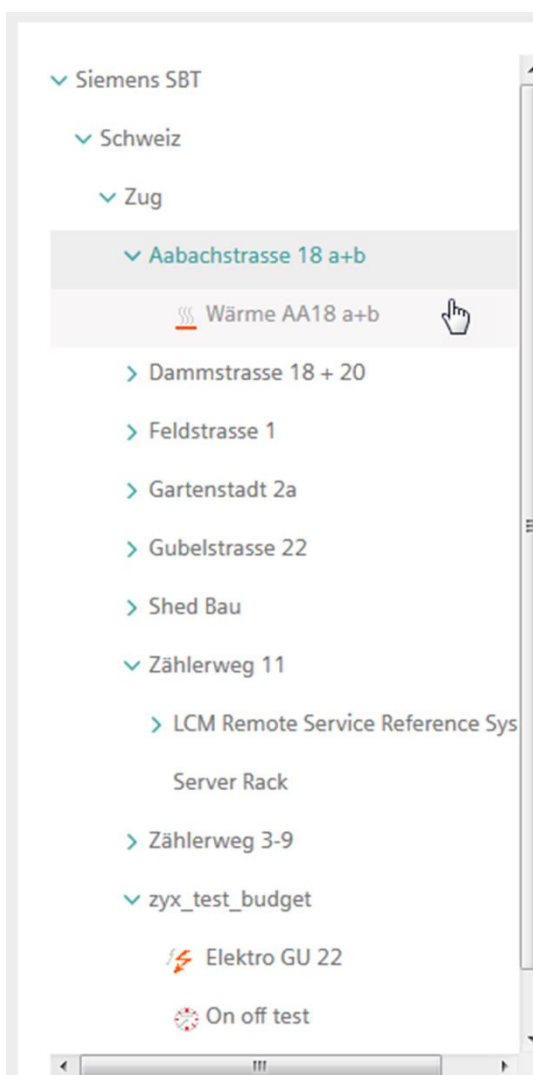 Siemens SBT
Schweiz
Zug
Aabachstrasse 18 a+b
Wärme AA18 a+b
Dammstrasse 18 + 20
Feldstrasse 1
Gartenstadt 2a
Gubelstrasse 22
Shed Bau
Zählerweg 11
LCM Remote Service Reference Sys
Server Rack
Zählerweg 3-9
zyx_test_budget
Elektro GU 22
On off test